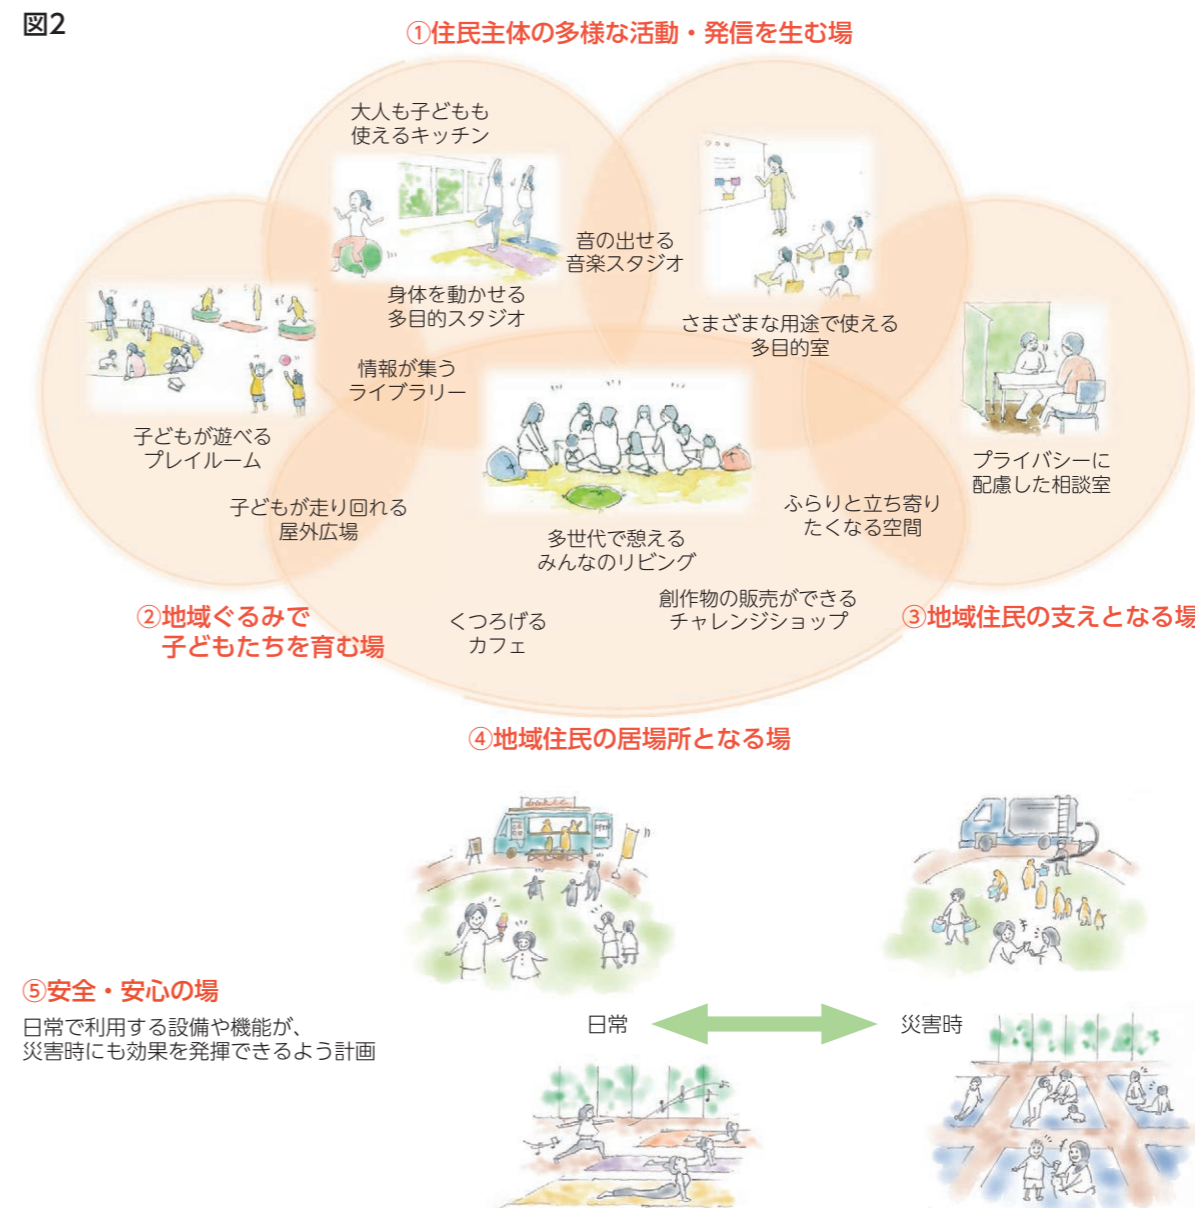 図2
①住民主体の多様な活動・発信を生む場
大人も子どもも
使えるキッチン
音の出せる
音楽スタジオ
身体を動かせる
多目的スタジオ
さまざまな用途で使える
多目的室
情報が集う
ライブラリー
子どもが遊べる
プレイルーム
プライバシーに
配慮した相談室
子どもが走り回れる
屋外広場
ふらりと立ち寄り
たくなる空間
多世代で憩える
みんなのリビング
創作物の販売ができる
チャレンジショップ
くつろげる
カフェ
②地域ぐるみで
子どもたちを育む場
③地域住民の支えとなる場
④地域住民の居場所となる場
⑤安全・安心の場
日常で利用する設備や機能が、
災害時にも効果を発揮できるよう計画
日常
災害時